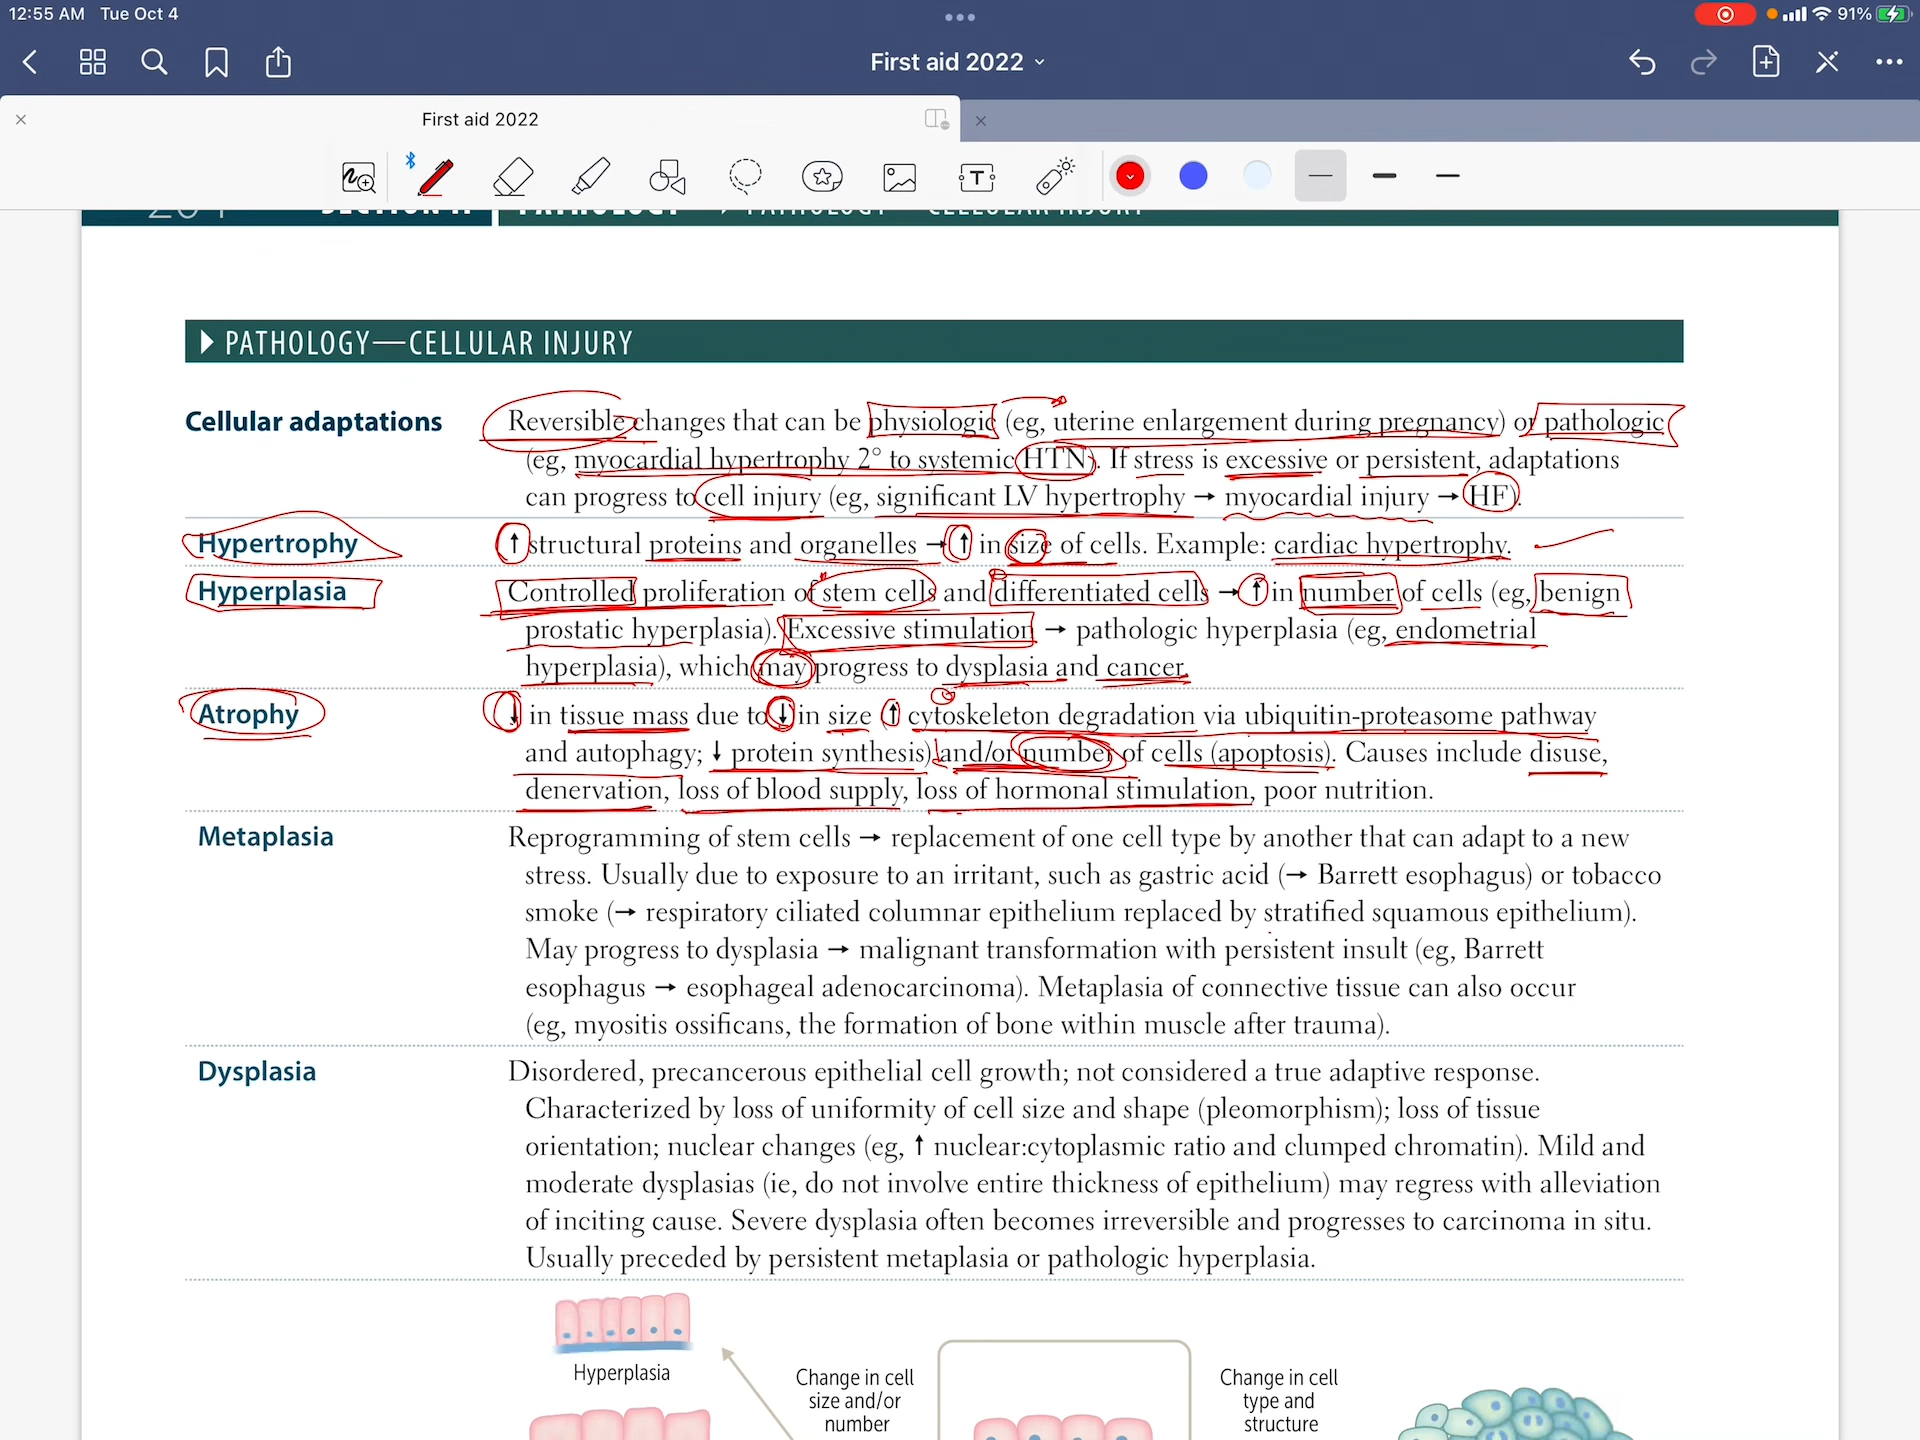 12:55 AM Tue Oct 4
91%
First aid 2022
First aid 2022
PATHOLOGY—CELLULAR INJURY
Cellular adaptations
Reversible changes that can be physiologic (eg, uterine enlargement during pregnancy) or pathologic
(eg, myocardial hypertrophy 2° to systemic HTN). If stress is excessive or persistent, adaptations
can progress to cell injury (eg, significant LV hypertrophy → myocardial injury → HF).
Hypertrophy
↑ structural proteins and organelles → ↑ in size of cells. Example: cardiac hypertrophy.
Hyperplasia
Controlled proliferation of stem cells and differentiated cells → ↑ in number of cells (eg, benign
prostatic hyperplasia). Excessive stimulation → pathologic hyperplasia (eg, endometrial
hyperplasia), which may progress to dysplasia and cancer.
Atrophy
↓ in tissue mass due to ↓ in size ↑ cytoskeleton degradation via ubiquitin-proteasome pathway
and autophagy; ↓ protein synthesis) and/or number of cells (apoptosis). Causes include disuse,
denervation, loss of blood supply, loss of hormonal stimulation, poor nutrition.
Metaplasia
Reprogramming of stem cells → replacement of one cell type by another that can adapt to a new
stress. Usually due to exposure to an irritant, such as gastric acid (→ Barrett esophagus) or tobacco
smoke (→ respiratory ciliated columnar epithelium replaced by stratified squamous epithelium).
May progress to dysplasia → malignant transformation with persistent insult (eg, Barrett
esophagus → esophageal adenocarcinoma). Metaplasia of connective tissue can also occur
(eg, myositis ossificans, the formation of bone within muscle after trauma).
Dysplasia
Disordered, precancerous epithelial cell growth; not considered a true adaptive response.
Characterized by loss of uniformity of cell size and shape (pleomorphism); loss of tissue
orientation; nuclear changes (eg, ↑ nuclear:cytoplasmic ratio and clumped chromatin). Mild and
moderate dysplasias (ie, do not involve entire thickness of epithelium) may regress with alleviation
of inciting cause. Severe dysplasia often becomes irreversible and progresses to carcinoma in situ.
Usually preceded by persistent metaplasia or pathologic hyperplasia.
Hyperplasia
Change in cell
size and/or
number
Change in cell
type and
structure